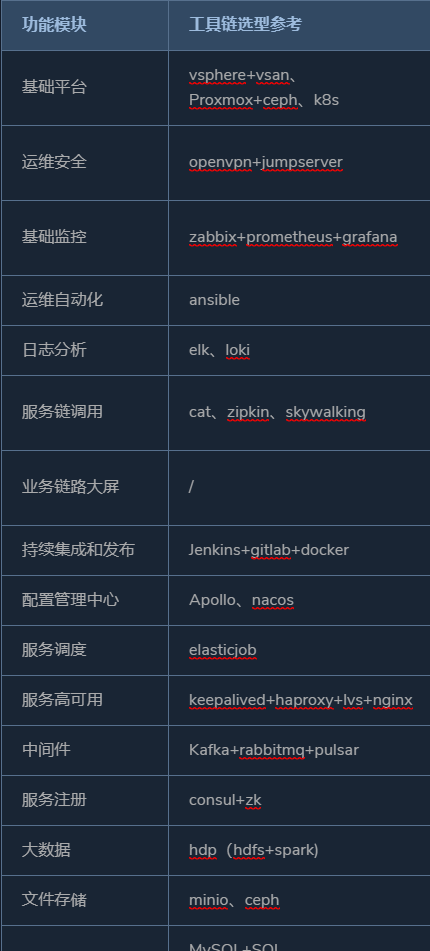 功能模块 工具链选型参考
基础平台 vsphere+vsan、
Proxmox+ceph、k8s
运维安全 openvpn+jumpserver
基础监控 zabbix+prometheus+grafana
运维自动化 ansible
日志分析 elk、loki
服务链调用 cat、zipkin、skywalking
业务链路大屏 /
持续集成和发布 Jenkins+gitlab+docker
配置管理中心 Apollo、nacos
服务调度 elasticjob
服务高可用 keepalived+haproxy+lvs+nginx
中间件 Kafka+rabbitmq+pulsar
服务注册 consul+zk
大数据 hdp（hdfs+spark)
文件存储 minio、ceph
MySQL+SQL